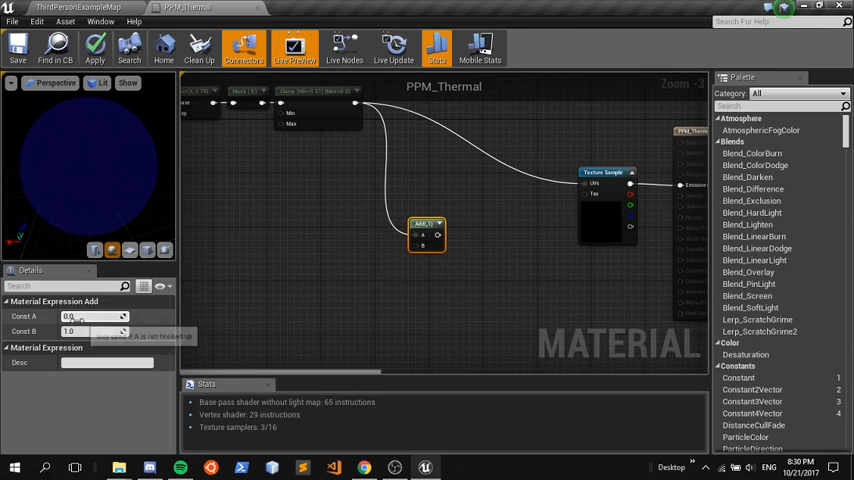 ThirdPersonExampleMap
PPM_Thermal
File Edit Asset Window Help
Search For Help
Save
Find in CB
Apply
Search
Home
Clean Up
Connectors
Live Preview
Live Nodes
Live Update
Stats
Mobile Stats
Perspective
Lit
Show
PPM_Thermal
Zoom -3
Mask ( R )
Min
Max
Texture Sample
UVs
Tex
Add(,1)
A
B
MATERIAL
Palette
Category: All
Search
Atmosphere
AtmosphericFogColor
Blends
Blend_ColorBurn
Blend_ColorDodge
Blend_Darken
Blend_Difference
Blend_Exclusion
Blend_HardLight
Blend_Lighten
Blend_LinearBurn
Blend_LinearDodge
Blend_LinearLight
Blend_Overlay
Blend_PinLight
Blend_Screen
Blend_SoftLight
Lerp_ScratchGrime
Lerp_ScratchGrime2
Color
Desaturation
Constants
Constant 1
Constant2Vector 2
Constant3Vector 3
Constant4Vector 4
DistanceCullFade
ParticleColor
Details
Search
Material Expression Add
Const A 0.0
Const B 1.0
Material Expression
Desc
Stats
Base pass shader without light map: 65 instructions
Vertex shader: 29 instructions
Texture samplers: 3/16
Desktop
ENG
8:30 PM
10/21/2017